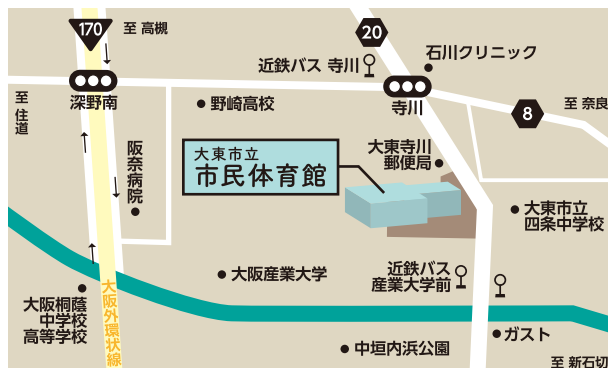 170
至 高槻
20
石川クリニック
近鉄バス 寺川
深野南
野崎高校
寺川
至 奈良
8
至 住道
阪奈病院
大東市立
市民体育館
大東寺川
郵便局
大東市立
四条中学校
大阪産業大学
近鉄バス
産業大学前
大阪桐蔭
中学校
高等学校
大阪外環状線
ガスト
中垣内浜公園
至 新石切